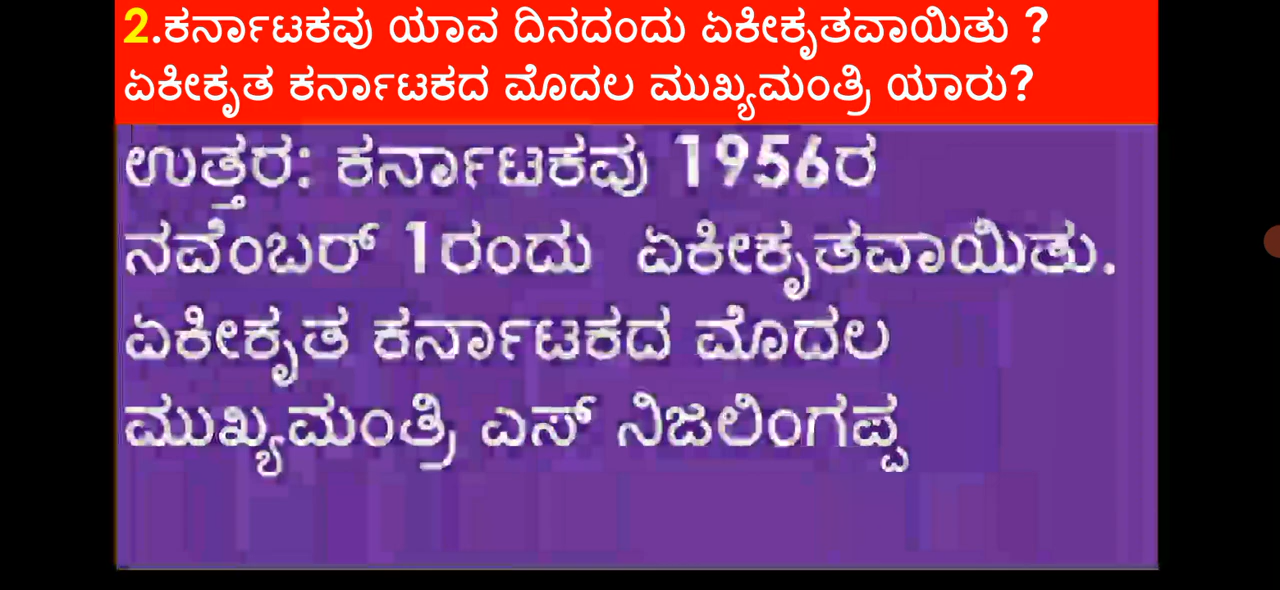 2.ಕರ್ನಾಟಕವು ಯಾವ ದಿನದಂದು ಏಕೀಕೃತವಾಯಿತು ?
ಏಕೀಕೃತ ಕರ್ನಾಟಕದ ಮೊದಲ ಮುಖ್ಯಮಂತ್ರಿ ಯಾರು?
ಉತ್ತರ: ಕರ್ನಾಟಕವು 1956ರ
ನವೆಂಬರ್ 1ರಂದು ಏಕೀಕೃತವಾಯಿತು.
ಏಕೀಕೃತ ಕರ್ನಾಟಕದ ಮೊದಲ
ಮುಖ್ಯಮಂತ್ರಿ ಎಸ್ ನಿಜಲಿಂಗಪ್ಪ